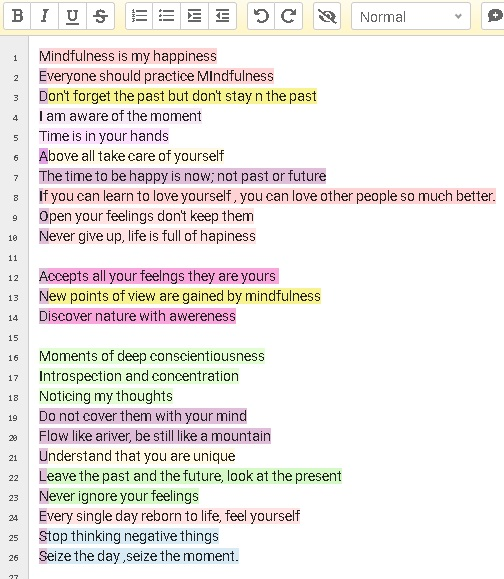 B I U S Normal
1 Mindfulness is my happiness
2 Everyone should practice MIndfulness
3 Don't forget the past but don't stay n the past
4 I am aware of the moment
5 Time is in your hands
6 Above all take care of yourself
7 The time to be happy is now; not past or future
8 If you can learn to love yourself , you can love other people so much better.
9 Open your feelings don't keep them
10 Never give up, life is full of hapiness
11
12 Accepts all your feelngs they are yours
13 New points of view are gained by mindfulness
14 Discover nature with awereness
15
16 Moments of deep conscientiousness
17 Introspection and concentration
18 Noticing my thoughts
19 Do not cover them with your mind
20 Flow like ariver, be still like a mountain
21 Understand that you are unique
22 Leave the past and the future, look at the present
23 Never ignore your feelings
24 Every single day reborn to life, feel yourself
25 Stop thinking negative things
26 Seize the day ,seize the moment.
27